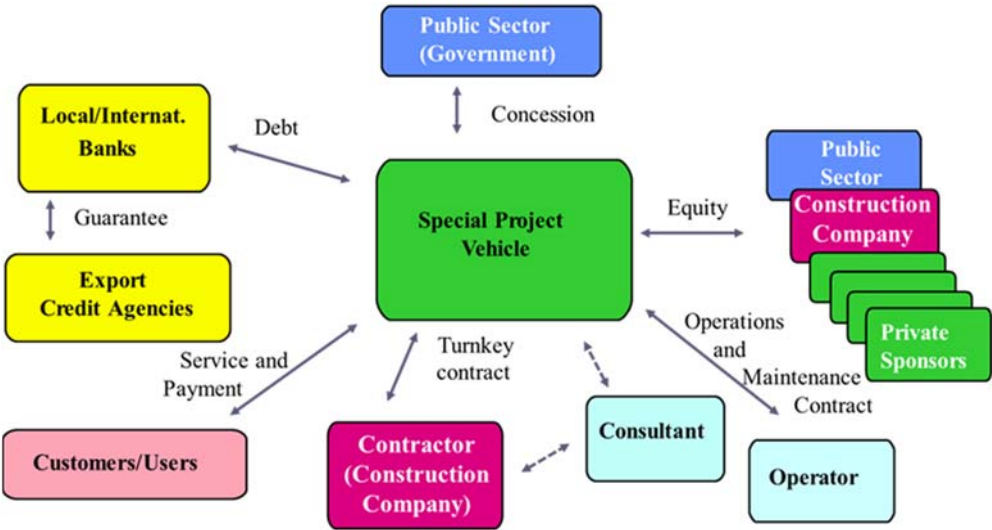 Public Sector
(Government)
Local/Internat.
Banks
Debt
Concession
Public
Sector
Guarantee
Special Project
Vehicle
Equity
Construction
Company
Export
Credit Agencies
Private
Sponsors
Service and
Payment
Turnkey
contract
Operations
and
Maintenance
Contract
Customers/Users
Contractor
(Construction
Company)
Consultant
Operator